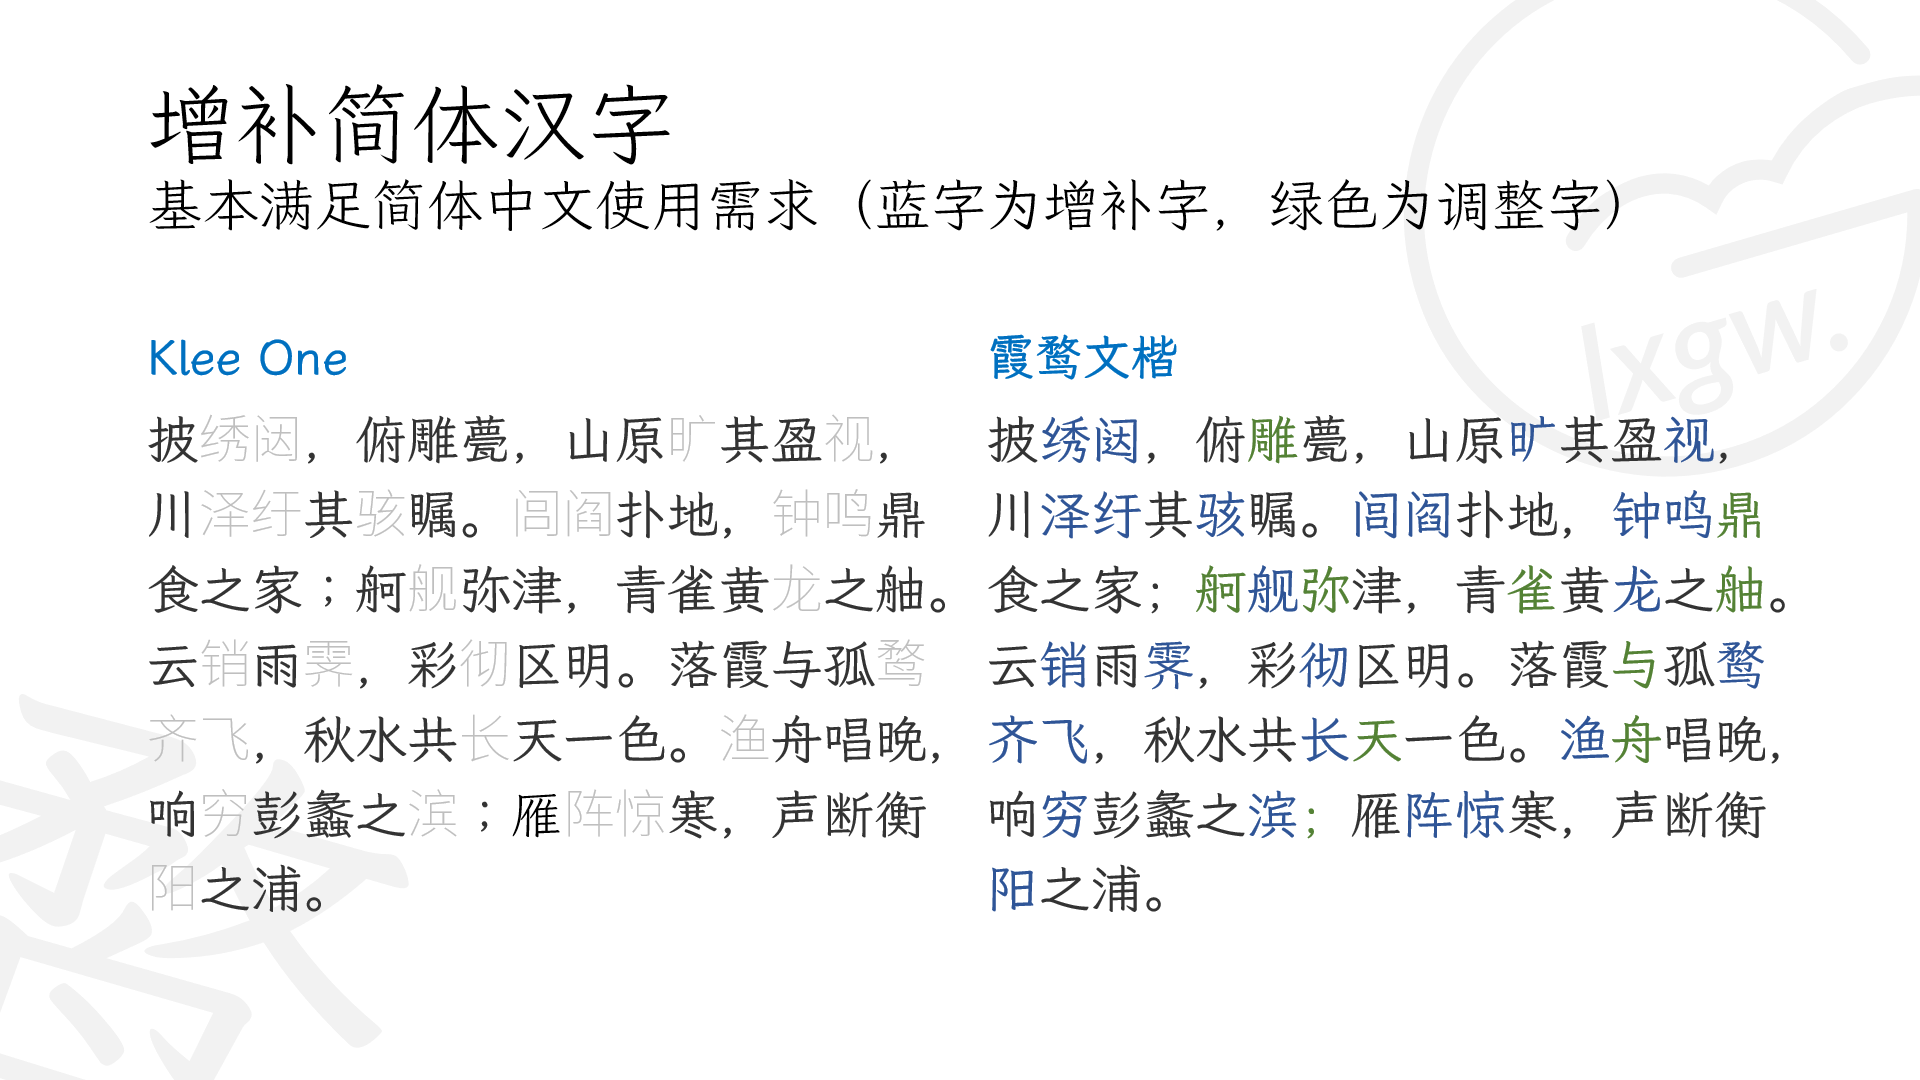 增补简体汉字
基本满足简体中文使用需求（蓝字为增补字，绿色为调整字）
lxgw.
Klee One
披绣闼，俯雕甍，山原旷其盈视，
川泽纡其骇瞩。闾阎扑地，钟鸣鼎
食之家；舸舰弥津，青雀黄龙之舳。
云销雨霁，彩彻区明。落霞与孤鹜
齐飞，秋水共长天一色。渔舟唱晚，
响穷彭蠡之滨；雁阵惊寒，声断衡
阳之浦。
霞鹜文楷
披绣闼，俯雕甍，山原旷其盈视，
川泽纡其骇瞩。闾阎扑地，钟鸣鼎
食之家；舸舰弥津，青雀黄龙之舳。
云销雨霁，彩彻区明。落霞与孤鹜
齐飞，秋水共长天一色。渔舟唱晚，
响穷彭蠡之滨；雁阵惊寒，声断衡
阳之浦。